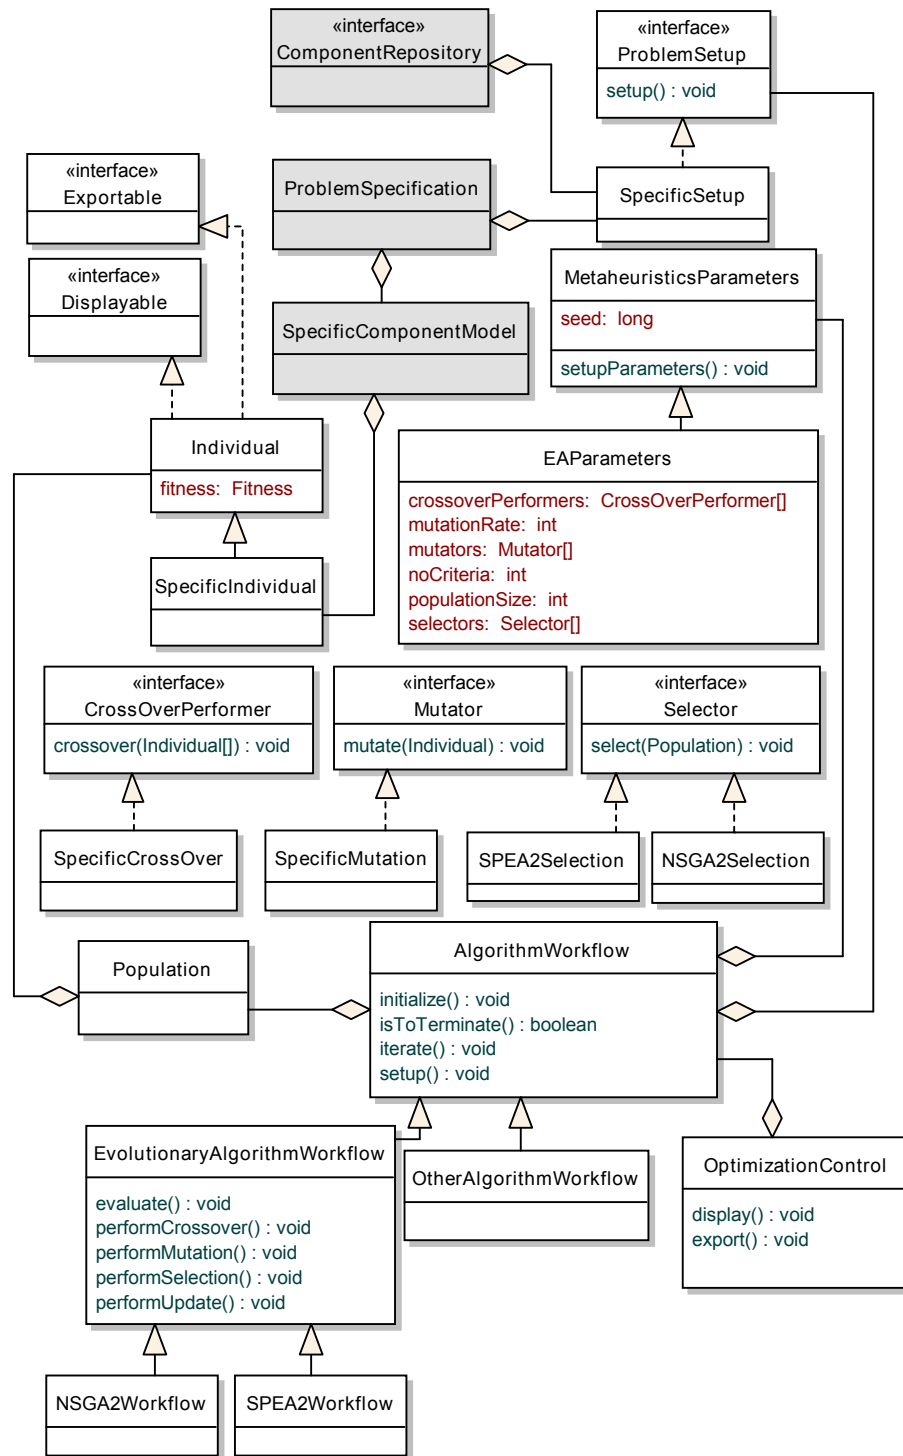 «interface»
ComponentRepository
«interface»
ProblemSetup
setup() : void
«interface»
Exportable
ProblemSpecification
SpecificSetup
«interface»
Displayable
MetaheuristicsParameters
seed: long
setupParameters() : void
SpecificComponentModel
Individual
fitness: Fitness
EAParameters
crossoverPerformers: CrossOverPerformer[]
mutationRate: int
mutators: Mutator[]
noCriteria: int
populationSize: int
selectors: Selector[]
SpecificIndividual
«interface»
CrossOverPerformer
crossover(Individual[]) : void
«interface»
Mutator
mutate(Individual) : void
«interface»
Selector
select(Population) : void
SpecificCrossOver
SpecificMutation
SPEA2Selection
NSGA2Selection
Population
AlgorithmWorkflow
initialize() : void
isToTerminate() : boolean
iterate() : void
setup() : void
EvolutionaryAlgorithmWorkflow
evaluate() : void
performCrossover() : void
performMutation() : void
performSelection() : void
performUpdate() : void
OtherAlgorithmWorkflow
OptimizationControl
display() : void
export() : void
NSGA2Workflow
SPEA2Workflow